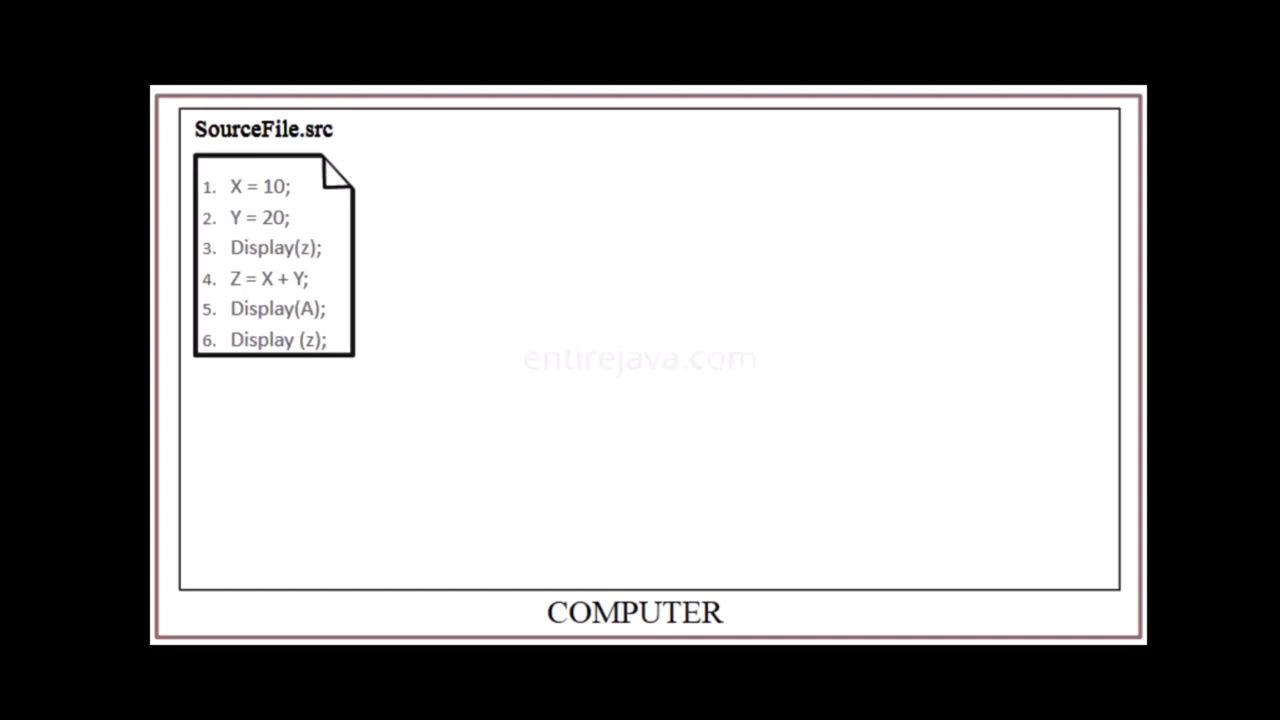 SourceFile.src
1. X = 10;
2. Y = 20;
3. Display(z);
4. Z = X + Y;
5. Display(A);
6. Display (z);
entirejava.com
COMPUTER